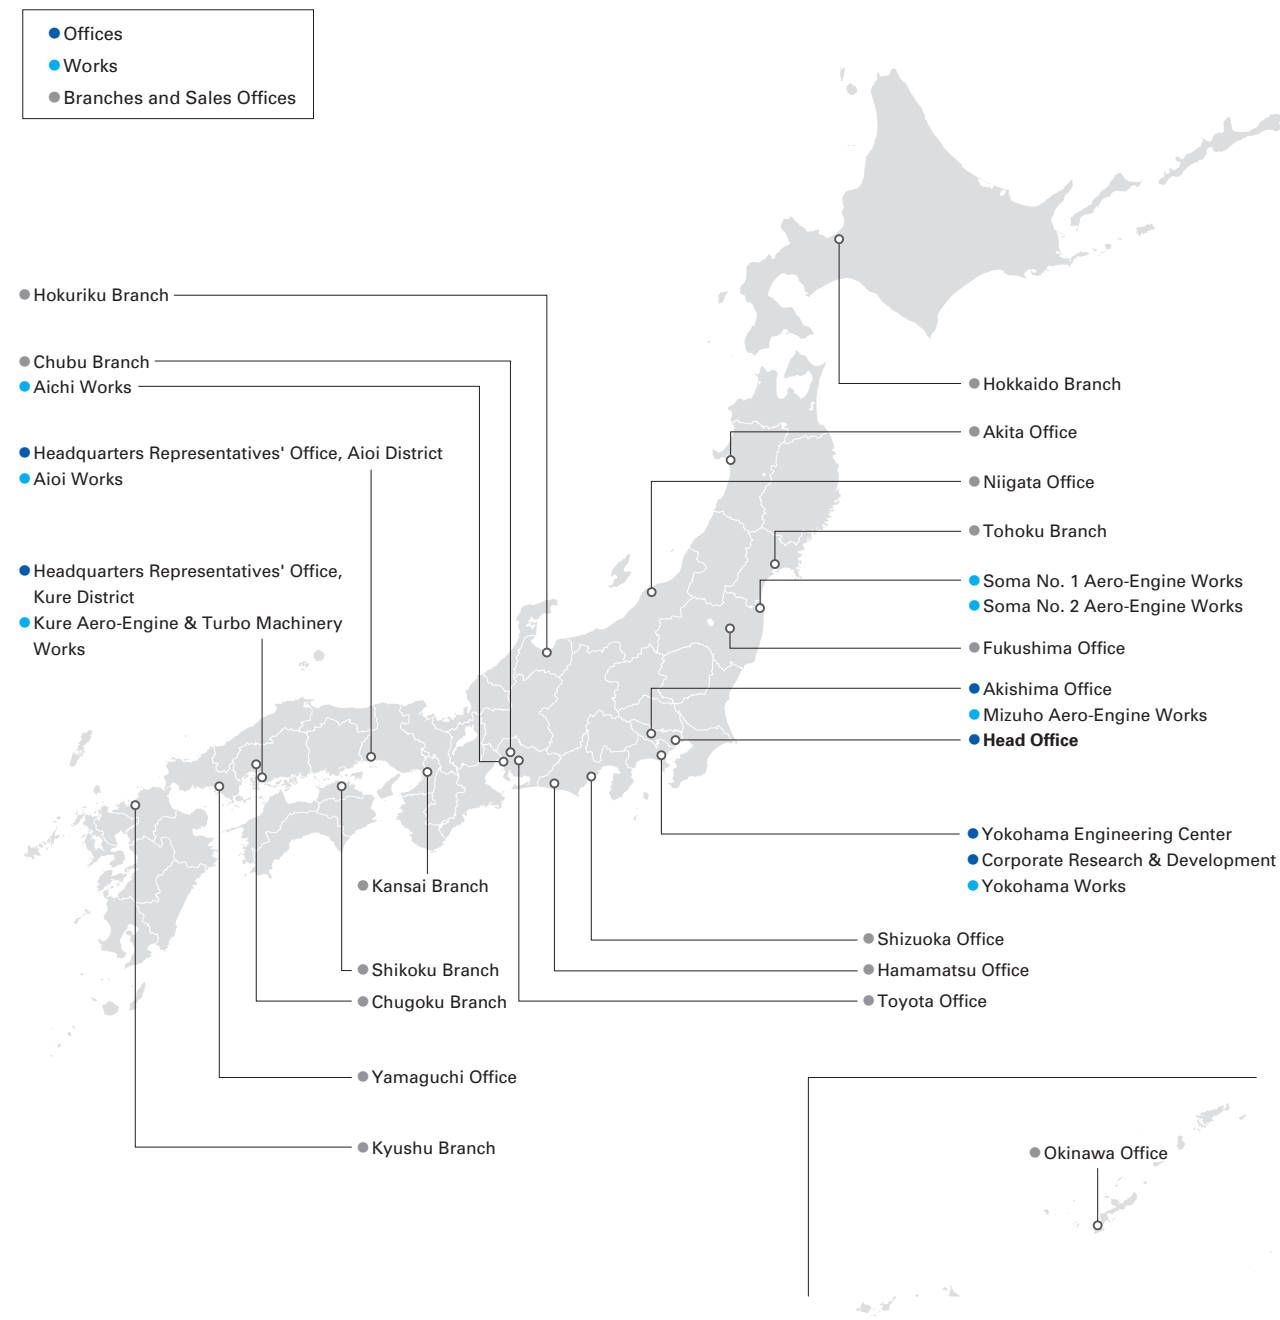 Offices
Works
Branches and Sales Offices
Hokuriku Branch
Chubu Branch
Aichi Works
Headquarters Representatives' Office, Aioi District
Aioi Works
Headquarters Representatives' Office,
Kure District
Kure Aero-Engine & Turbo Machinery
Works
Hokkaido Branch
Akita Office
Niigata Office
Tohoku Branch
Soma No. 1 Aero-Engine Works
Soma No. 2 Aero-Engine Works
Fukushima Office
Akishima Office
Mizuho Aero-Engine Works
Head Office
Yokohama Engineering Center
Corporate Research & Development
Yokohama Works
Kansai Branch
Shikoku Branch
Chugoku Branch
Yamaguchi Office
Kyushu Branch
Shizuoka Office
Hamamatsu Office
Toyota Office
Okinawa Office